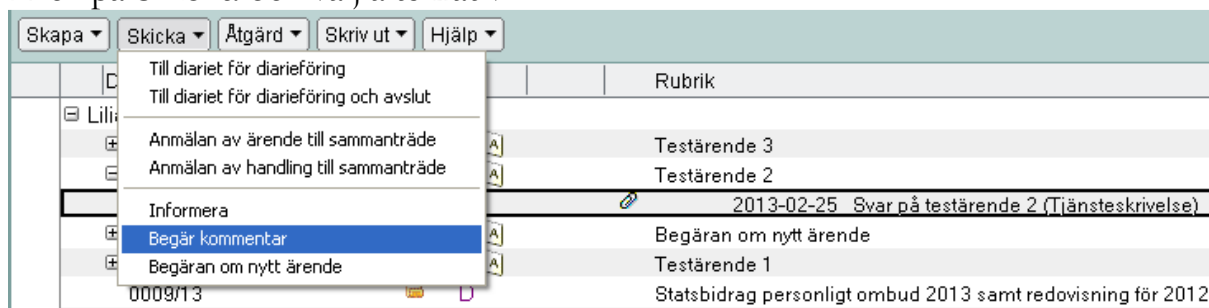 Skapa Skicka Åtgärd Skriv ut Hjälp
Till diariet för diarieföring
Till diariet för diarieföring och avslut
Anmälan av ärende till sammanträde
Anmälan av handling till sammanträde
Informera
Begär kommentar
Begäran om nytt ärende
D Rubrik
Lilia
A Testärende 3
A Testärende 2
2013-02-25 Svar på testärende 2 (Tjänsteskrivelse)
A Begäran om nytt ärende
A Testärende 1
0009/13 D Statsbidrag personligt ombud 2013 samt redovisning för 2012